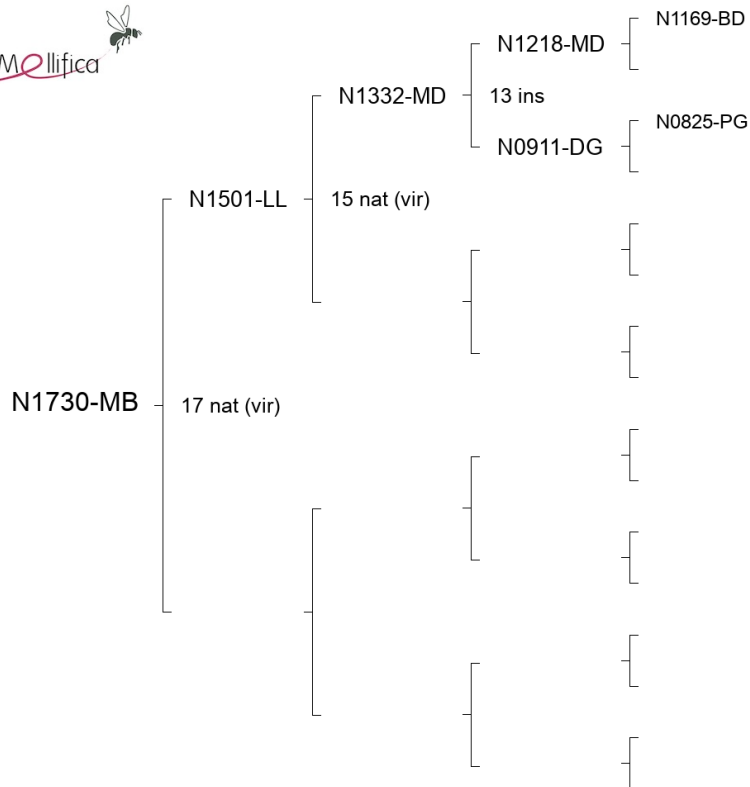 Mellifica
N1169-BD
N1218-MD
N1332-MD
13 ins
N0825-PG
N0911-DG
N1501-LL
15 nat (vir)
N1730-MB
17 nat (vir)